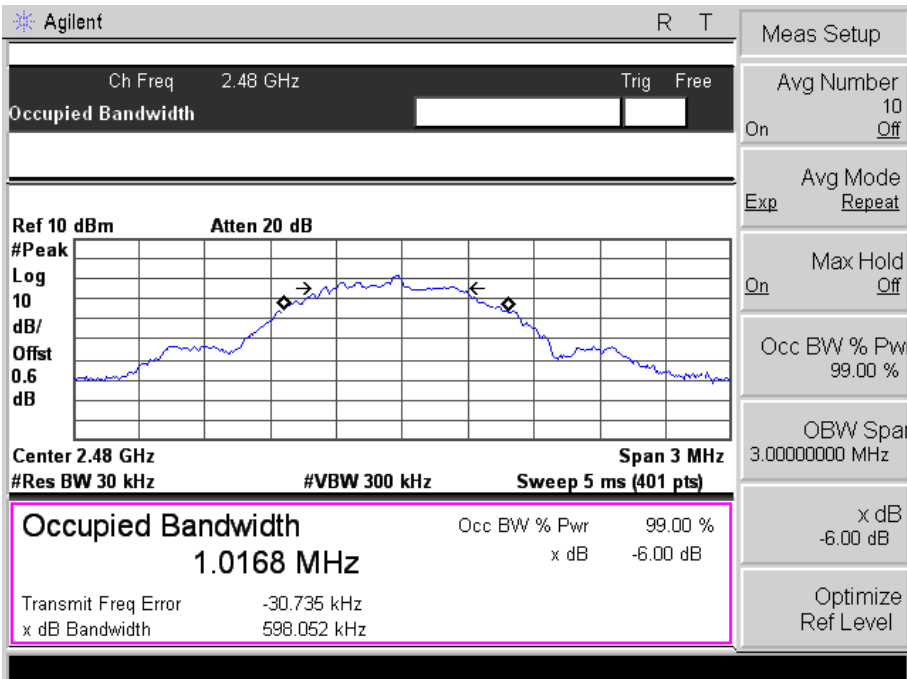 Agilent R T
Ch Freq 2.48 GHz Trig Free
Occupied Bandwidth
Ref 10 dBm Atten 20 dB
#Peak
Log
10
dB/
Offst
0.6
dB
Center 2.48 GHz Span 3 MHz
#Res BW 30 kHz #VBW 300 kHz Sweep 5 ms (401 pts)
Occupied Bandwidth Occ BW % Pwr 99.00 %
1.0168 MHz x dB -6.00 dB
Transmit Freq Error -30.735 kHz
x dB Bandwidth 598.052 kHz
Meas Setup
Avg Number
10
On Off
Avg Mode
Exp Repeat
Max Hold
On Off
Occ BW % Pw
99.00 %
OBW Spa
3.00000000 MHz
x dB
-6.00 dB
Optimize
Ref Level